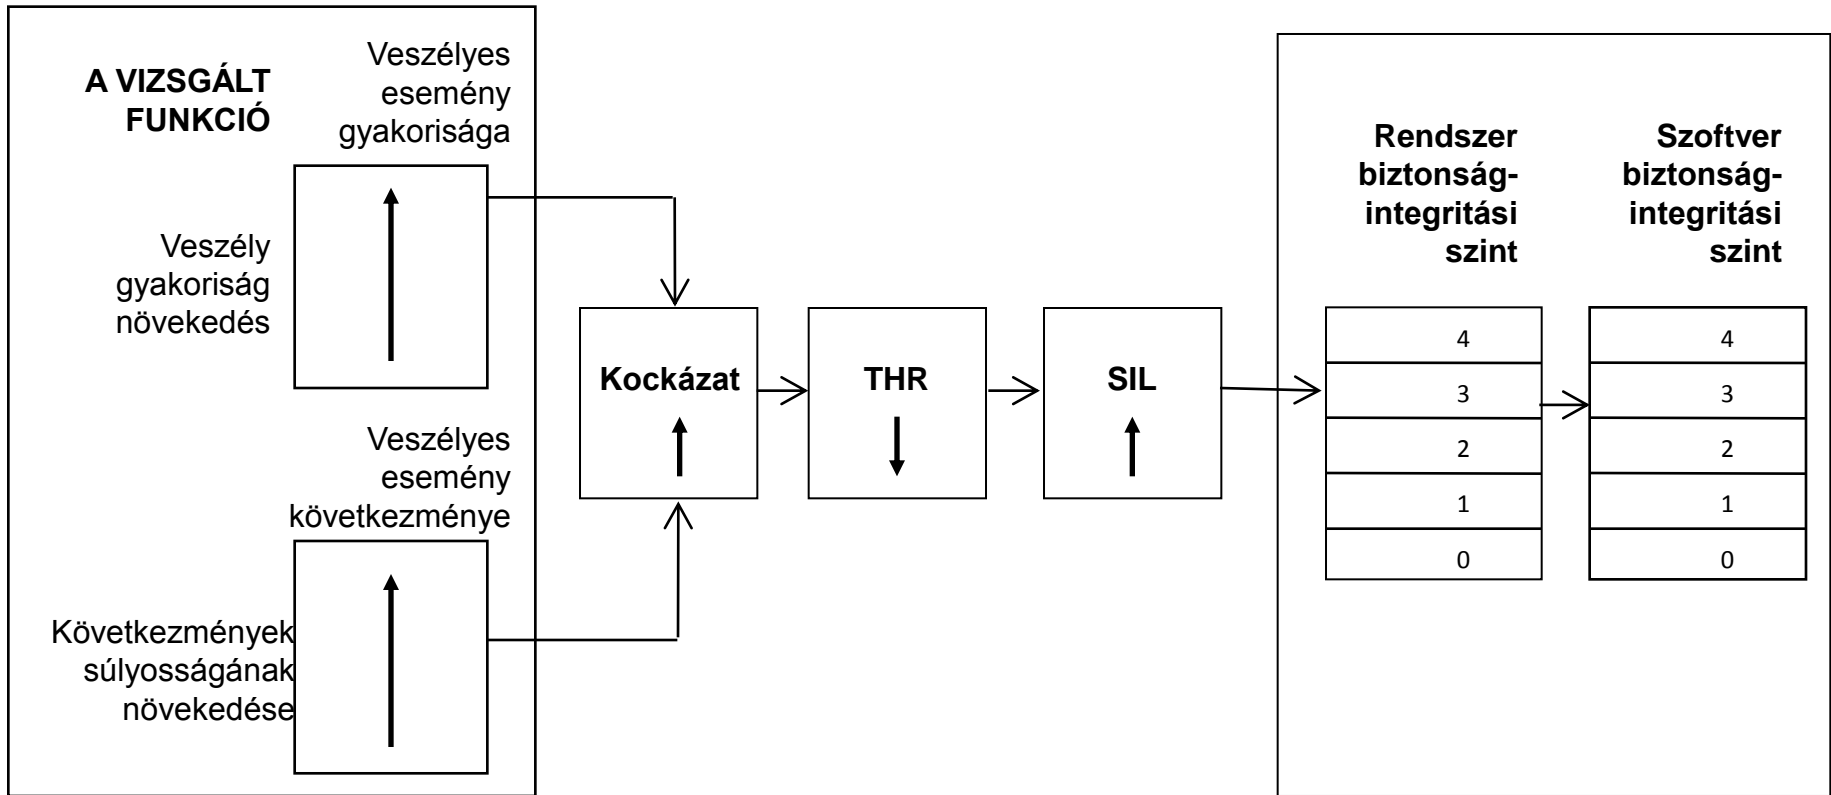 A VIZSGÁLT
FUNKCIÓ
Veszélyes
esemény
gyakorisága
Veszély
gyakoriság
növekedés
Veszélyes
esemény
következménye
Következmények
súlyosságának
növekedése
Kockázat
THR
SIL
Rendszer
biztonság-
integritási
szint
4
3
2
1
0
Szoftver
biztonság-
integritási
szint
4
3
2
1
0